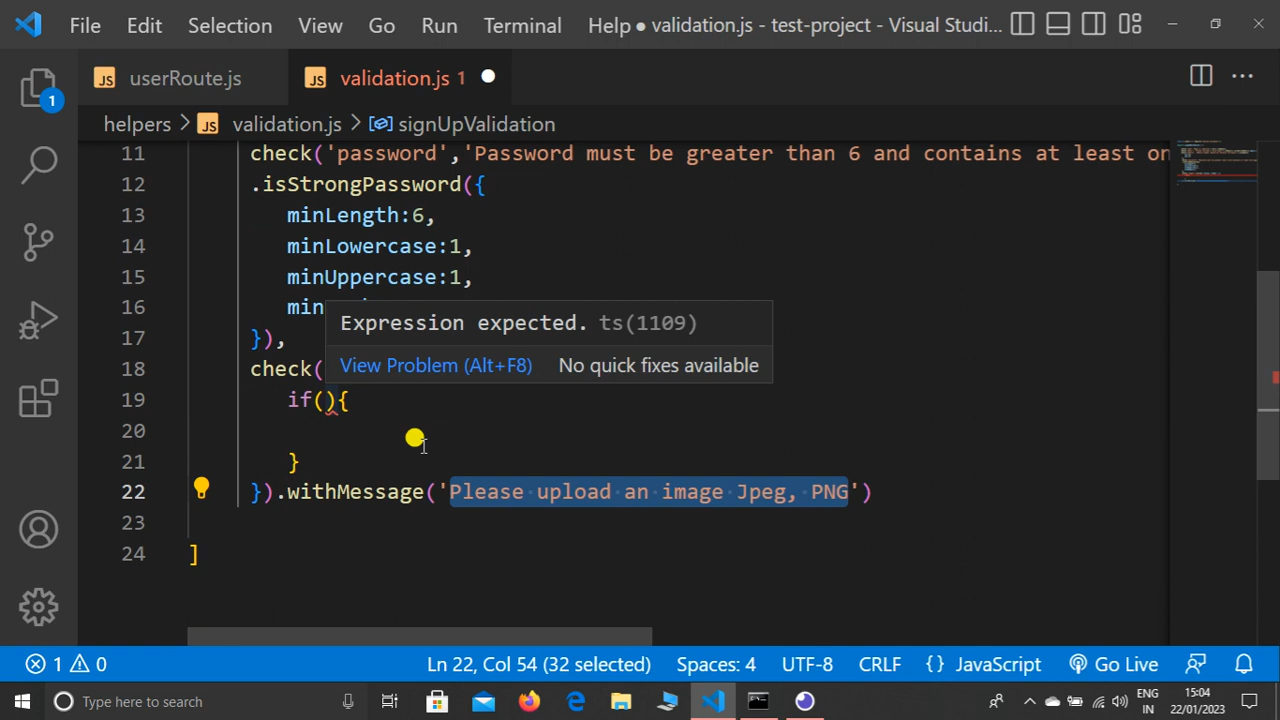 File Edit Selection View Go Run Terminal Help validation.js - test-project - Visual Studi...
JS userRoute.js JS validation.js 1
helpers > JS validation.js > signUpValidation
1
11 check('password','Password must be greater than 6 and contains at least on
12 .isStrongPassword({
13 minLength:6,
14 minLowercase:1,
15 minUppercase:1,
16
Expression expected. ts(1109)
17 }),
View Problem (Alt+F8) No quick fixes available
18 check(
19 if(){
20
21 }
22 }).withMessage('Please upload an image Jpeg, PNG')
23
24 ]
1 0 Ln 22, Col 54 (32 selected) Spaces: 4 UTF-8 CRLF {} JavaScript Go Live
Type here to search
ENG
IN
15:04
22/01/2023